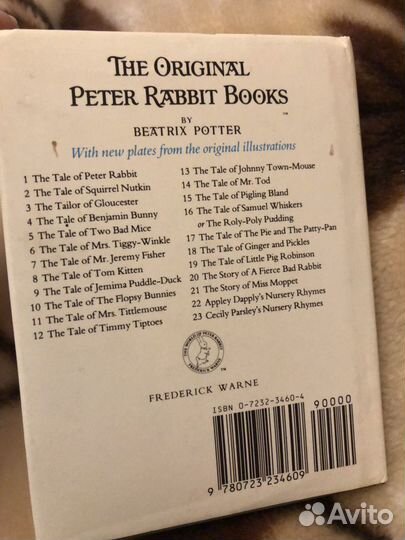 THE ORIGINAL
PETER RABBIT BOOKS™
BY
BEATRIX POTTER
With new plates from the original illustrations
1 The Tale of Peter Rabbit
2 The Tale of Squirrel Nutkin
3 The Tailor of Gloucester
4 The Tale of Benjamin Bunny
5 The Tale of Two Bad Mice
6 The Tale of Mrs. Tiggy-Winkle
7 The Tale of Mr. Jeremy Fisher
8 The Tale of Tom Kitten
9 The Tale of Jemima Puddle-Duck
10 The Tale of The Flopsy Bunnies
11 The Tale of Mrs. Tittlemouse
12 The Tale of Timmy Tiptoes
13 The Tale of Johnny Town-Mouse
14 The Tale of Mr. Tod
15 The Tale of Pigling Bland
16 The Tale of Samuel Whiskers
or The Roly-Poly Pudding
17 The Tale of The Pie and The Patty-Pan
18 The Tale of Ginger and Pickles
19 The Tale of Little Pig Robinson
20 The Story of A Fierce Bad Rabbit
21 The Story of Miss Moppet
22 Appley Dapply's Nursery Rhymes
23 Cecily Parsley's Nursery Rhymes
THE WORLD OF PETER RABBIT
FREDERICK WARNE
™
FREDERICK WARNE
ISBN 0-7232-3460-4
90000
9 780723 234609
Avito